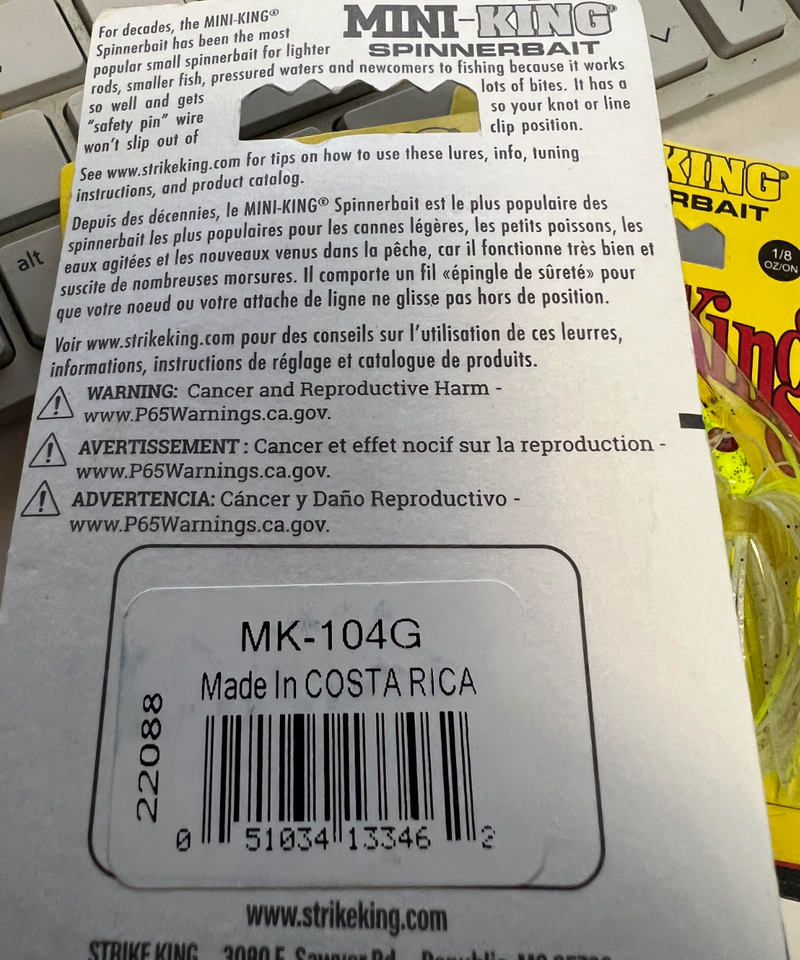 For decades, the MINI-KING®
Spinnerbait has been the most
popular small spinnerbait for lighter
MINI-KING®
SPINNERBAIT
rods, smaller fish, pressured waters and newcomers to fishing because it works
so well and gets lots of bites. It has a
"safety pin" wire so your knot or line
won't slip out of clip position.
See www.strikeking.com for tips on how to use these lures, info, tuning
instructions, and product catalog.
Depuis des décennies, le MINI-KING® Spinnerbait est le plus populaire des
spinnerbait les plus populaires pour les cannes légères, les petits poissons, les
eaux agitées et les nouveaux venus dans la pêche, car il fonctionne très bien et
suscite de nombreuses morsures. Il comporte un fil «épingle de sûreté» pour
que votre noeud ou votre attache de ligne ne glisse pas hors de position.
Voir www.strikeking.com pour des conseils sur l'utilisation de ces leurres,
informations, instructions de réglage et catalogue de produits.
WARNING: Cancer and Reproductive Harm -
www.P65Warnings.ca.gov.
AVERTISSEMENT : Cancer et effet nocif sur la reproduction -
www.P65Warnings.ca.gov.
ADVERTENCIA: Cáncer y Daño Reproductivo -
www.P65Warnings.ca.gov.
MK-104G
Made In COSTA RICA
22088
0 51034 13346 2
www.strikeking.com
STRIKE KING
alt
KING®
RBAIT
1/8
OZ/ON
King